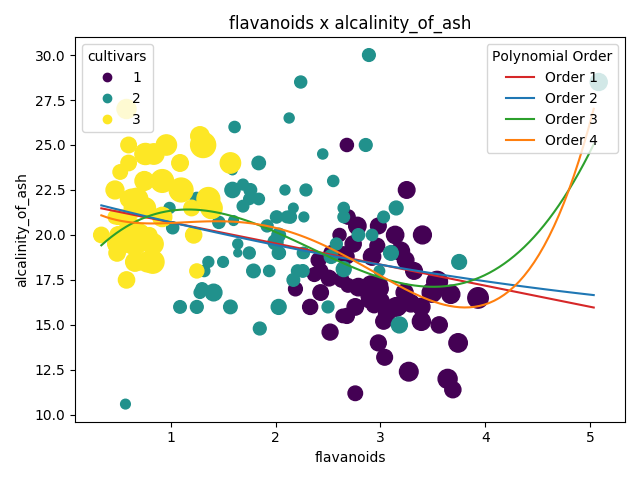 flavanoids x alcalinity_of_ash
cultivars
1
2
3
Polynomial Order
Order 1
Order 2
Order 3
Order 4
alcalinity_of_ash
30.0
27.5
25.0
22.5
20.0
17.5
15.0
12.5
10.0
1 2 3 4 5
flavanoids